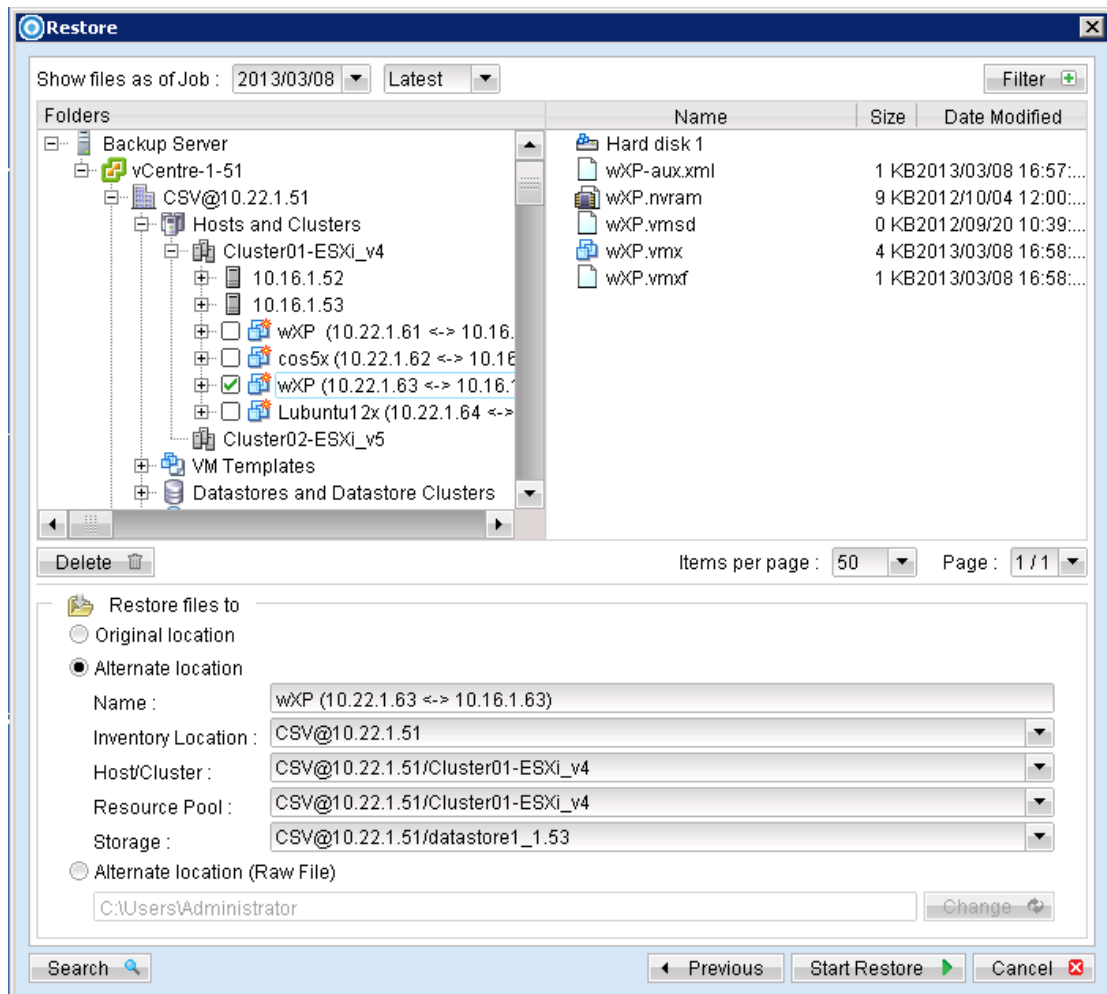 Restore
Show files as of Job : 2013/03/08 Latest Filter
Folders
Backup Server
vCentre-1-51
CSV@10.22.1.51
Hosts and Clusters
Cluster01-ESXi_v4
10.16.1.52
10.16.1.53
wXP (10.22.1.61 <-> 10.16.
cos5x (10.22.1.62 <-> 10.16
wXP (10.22.1.63 <-> 10.16.1
Lubuntu12x (10.22.1.64 <->
Cluster02-ESXi_v5
VM Templates
Datastores and Datastore Clusters
Name Size Date Modified
Hard disk 1
wXP-aux.xml 1 KB 2013/03/08 16:57:...
wXP.nvram 9 KB 2012/10/04 12:00:...
wXP.vmsd 0 KB 2012/09/20 10:39:...
wXP.vmx 4 KB 2013/03/08 16:58:...
wXP.vmxf 1 KB 2013/03/08 16:58:...
Delete Items per page : 50 Page : 1 / 1
Restore files to
Original location
Alternate location
Name : wXP (10.22.1.63 <-> 10.16.1.63)
Inventory Location : CSV@10.22.1.51
Host/Cluster : CSV@10.22.1.51/Cluster01-ESXi_v4
Resource Pool : CSV@10.22.1.51/Cluster01-ESXi_v4
Storage : CSV@10.22.1.51/datastore1_1.53
Alternate location (Raw File)
C:\Users\Administrator Change
Search Previous Start Restore Cancel